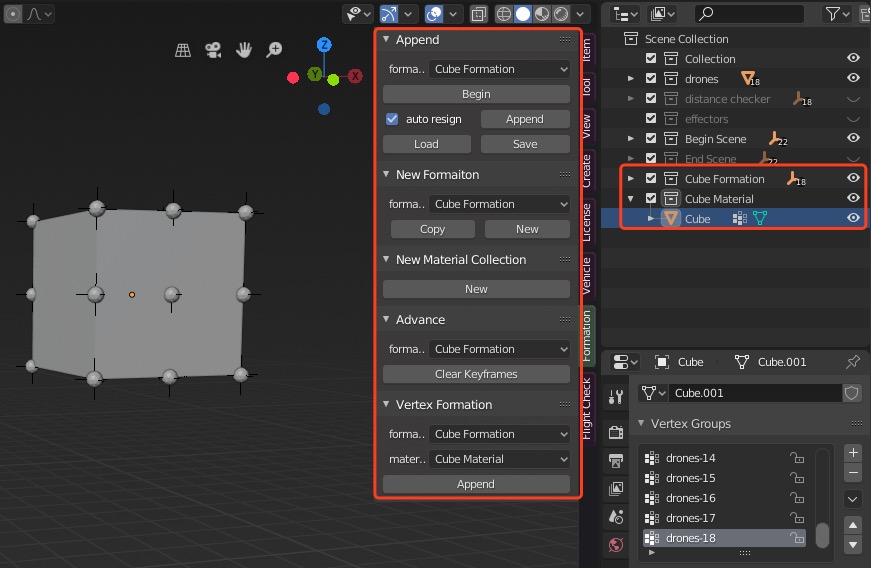 Z
Y
X
Append
forma..
Cube Formation
Begin
auto resign
Append
Load
Save
New Formaiton
forma..
Cube Formation
Copy
New
New Material Collection
New
Advance
forma..
Cube Formation
Clear Keyframes
Vertex Formation
forma..
Cube Formation
mater..
Cube Material
Append
Item
Tool
View
Create
License
Vehicle
Formation
Flight Check
Scene Collection
Collection
drones
18
distance checker
18
effectors
Begin Scene
22
End Scene
22
Cube Formation
18
Cube Material
Cube
Cube
Cube.001
Cube.001
Vertex Groups
drones-14
drones-15
drones-16
drones-17
drones-18